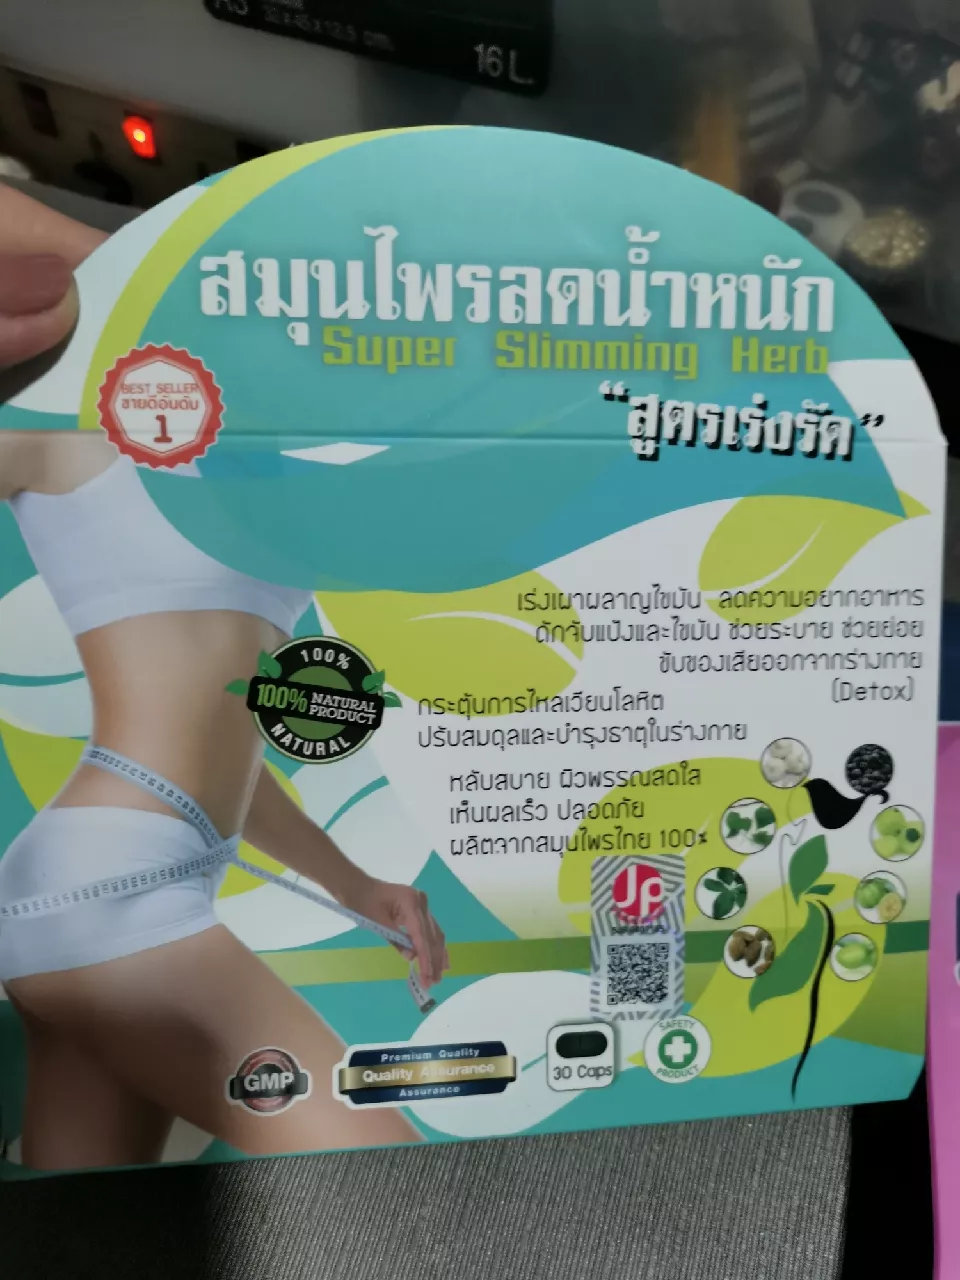 16 L.
สมุนไพรลดน้ำหนัก
Super Slimming Herb
“สูตรเร่งรัด”
BEST SELLER
ขายดีอันดับ
1
เร่งเผาผลาญไขมัน ลดความอยากอาหาร
ดักจับแป้งและไขมัน ช่วยระบาย ช่วยย่อย
ขับของเสียออกจากร่างกาย
(Detox)
100%
100% NATURAL PRODUCT
NATURAL
กระตุ้นการไหลเวียนโลหิต
ปรับสมดุลและบำรุงธาตุในร่างกาย
หลับสบาย ผิวพรรณสดใส
เห็นผลเร็ว ปลอดภัย
ผลิตจากสมุนไพรไทย 100%
JP
GMP
Premium Quality
Quality Assurance
Assurance
30 Caps
SAFETY
PRODUCT